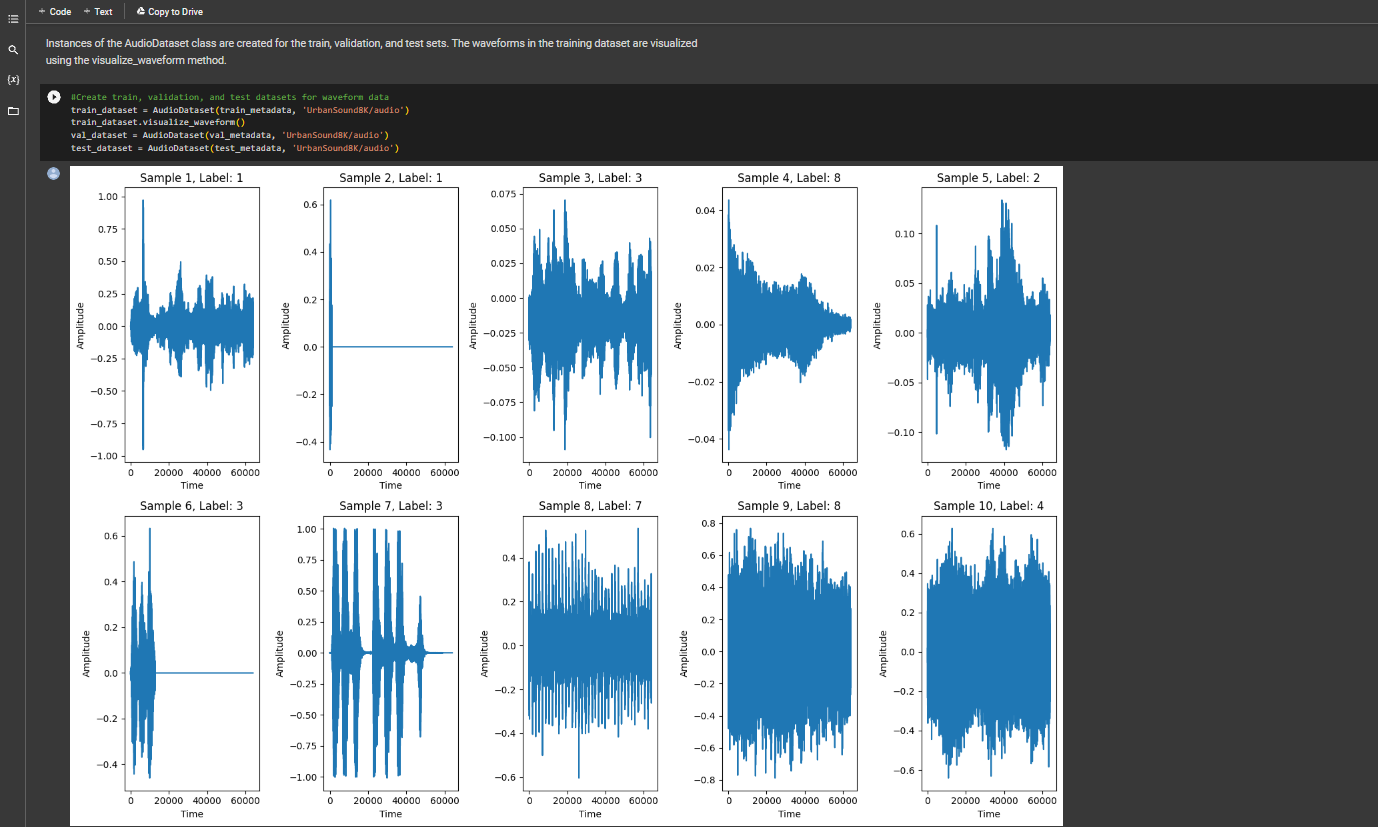 + Code + Text Copy to Drive
Instances of the AudioDataset class are created for the train, validation, and test sets. The waveforms in the training dataset are visualized
using the visualize_waveform method.
{x}
#Create train, validation, and test datasets for waveform data
train_dataset = AudioDataset(train_metadata, 'UrbanSound8K/audio')
train_dataset.visualize_waveform()
val_dataset = AudioDataset(val_metadata, 'UrbanSound8K/audio')
test_dataset = AudioDataset(test_metadata, 'UrbanSound8K/audio')
Sample 1, Label: 1
1.00
0.75
0.50
0.25
0.00
−0.25
−0.50
−0.75
−1.00
Amplitude
0 20000 40000 60000
Time
Sample 2, Label: 1
0.6
0.4
0.2
0.0
−0.2
−0.4
Amplitude
0 20000 40000 60000
Time
Sample 3, Label: 3
0.075
0.050
0.025
0.000
−0.025
−0.050
−0.075
−0.100
Amplitude
0 20000 40000 60000
Time
Sample 4, Label: 8
0.04
0.02
0.00
−0.02
−0.04
Amplitude
0 20000 40000 60000
Time
Sample 5, Label: 2
0.10
0.05
0.00
−0.05
−0.10
Amplitude
0 20000 40000 60000
Time
Sample 6, Label: 3
0.6
0.4
0.2
0.0
−0.2
−0.4
Amplitude
0 20000 40000 60000
Time
Sample 7, Label: 3
1.00
0.75
0.50
0.25
0.00
−0.25
−0.50
−0.75
−1.00
Amplitude
0 20000 40000 60000
Time
Sample 8, Label: 7
0.4
0.2
0.0
−0.2
−0.4
−0.6
Amplitude
0 20000 40000 60000
Time
Sample 9, Label: 8
0.8
0.6
0.4
0.2
0.0
−0.2
−0.4
−0.6
−0.8
Amplitude
0 20000 40000 60000
Time
Sample 10, Label: 4
0.6
0.4
0.2
0.0
−0.2
−0.4
−0.6
Amplitude
0 20000 40000 60000
Time